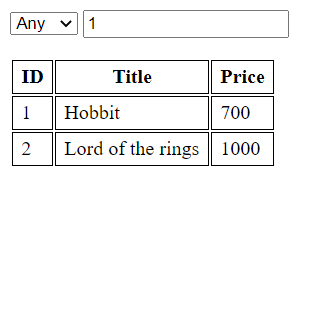 Any 1
ID Title Price
1 Hobbit 700
2 Lord of the rings 1000